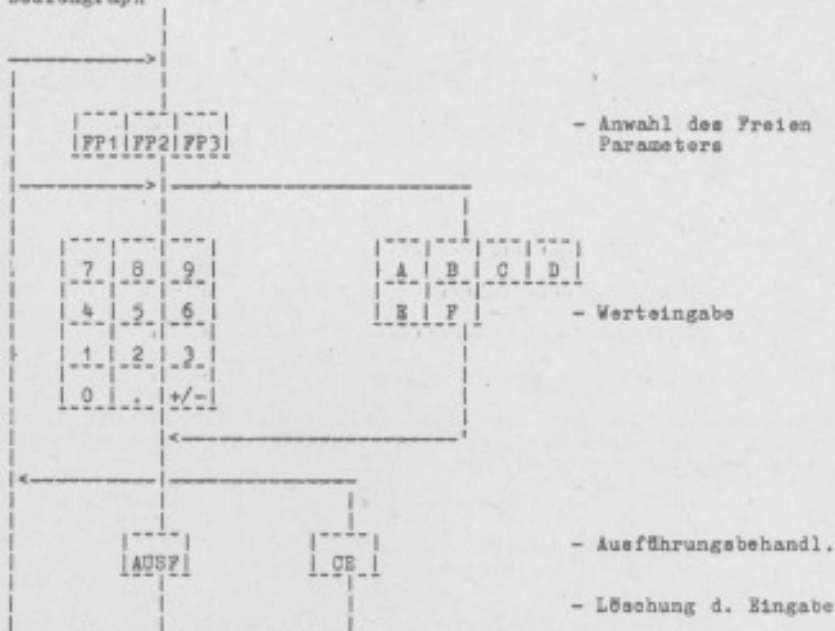 Bediengraph
FP1 FP2 FP3
- Anwahl des Freien
Parameters
7 8 9 A B C D
4 5 6 E F
- Werteingabe
1 2 3
0 . +/-
AUSF CE
- Ausführungsbehandl.
- Löschung d. Eingabe